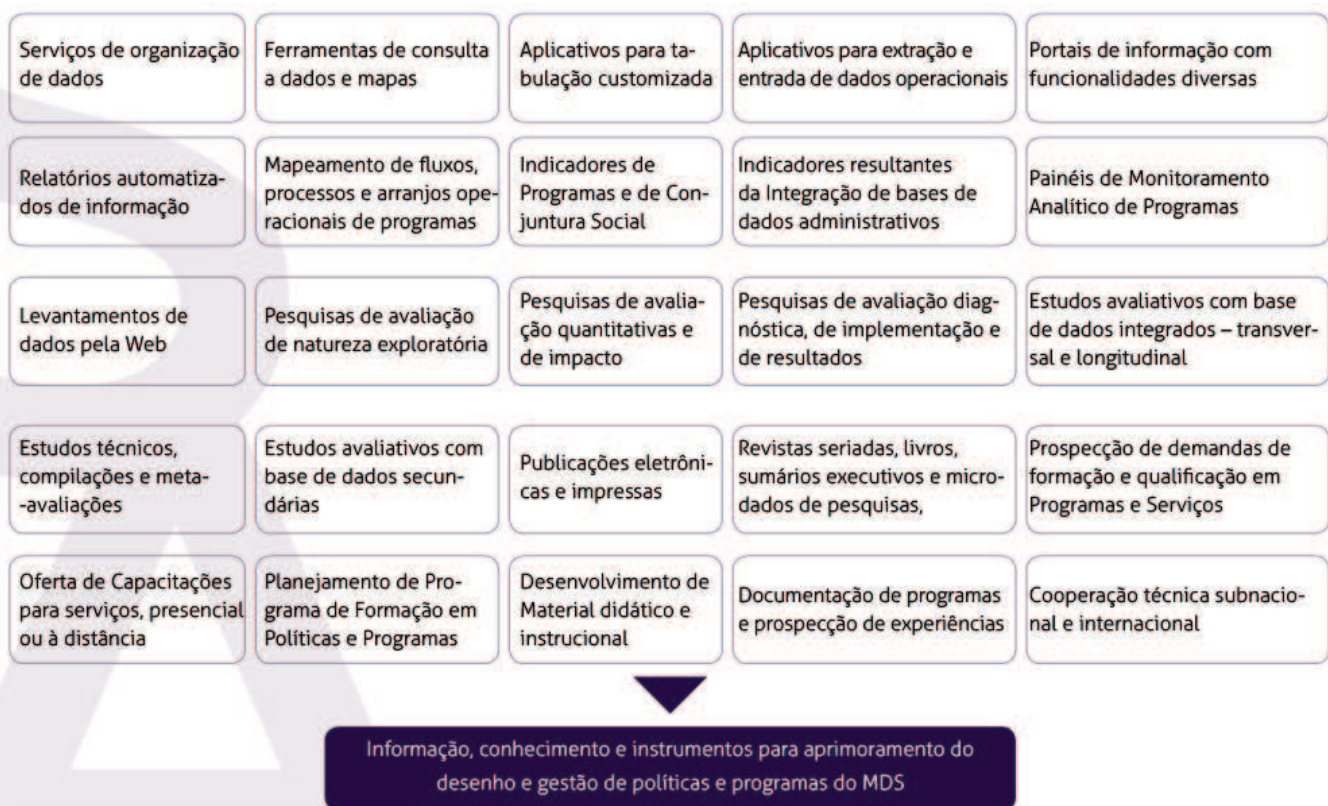 Serviços de organização
de dados
Ferramentas de consulta
a dados e mapas
Aplicativos para ta-
bulação customizada
Aplicativos para extração e
entrada de dados operacionais
Portais de informação com
funcionalidades diversas
Relatórios automatiza-
dos de informação
Mapeamento de fluxos,
processos e arranjos ope-
racionais de programas
Indicadores de
Programas e de Con-
juntura Social
Indicadores resultantes
da Integração de bases de
dados administrativos
Painéis de Monitoramento
Analítico de Programas
Levantamentos de
dados pela Web
Pesquisas de avaliação
de natureza exploratória
Pesquisas de avalia-
ção quantitativas e
de impacto
Pesquisas de avaliação diag-
nóstica, de implementação e
de resultados
Estudos avaliativos com base
de dados integrados – transver-
sal e longitudinal
Estudos técnicos,
compilações e meta-
-avaliações
Estudos avaliativos com
base de dados secun-
dárias
Publicações eletrôni-
cas e impressas
Revistas seriadas, livros,
sumários executivos e micro-
dados de pesquisas,
Prospecção de demandas de
formação e qualificação em
Programas e Serviços
Oferta de Capacitações
para serviços, presencial
ou à distância
Planejamento de Pro-
grama de Formação em
Políticas e Programas
Desenvolvimento de
Material didático e
instrucional
Documentação de programas
e prospecção de experiências
Cooperação técnica subnacio-
nal e internacional
Informação, conhecimento e instrumentos para aprimoramento do
desenho e gestão de políticas e programas do MDS